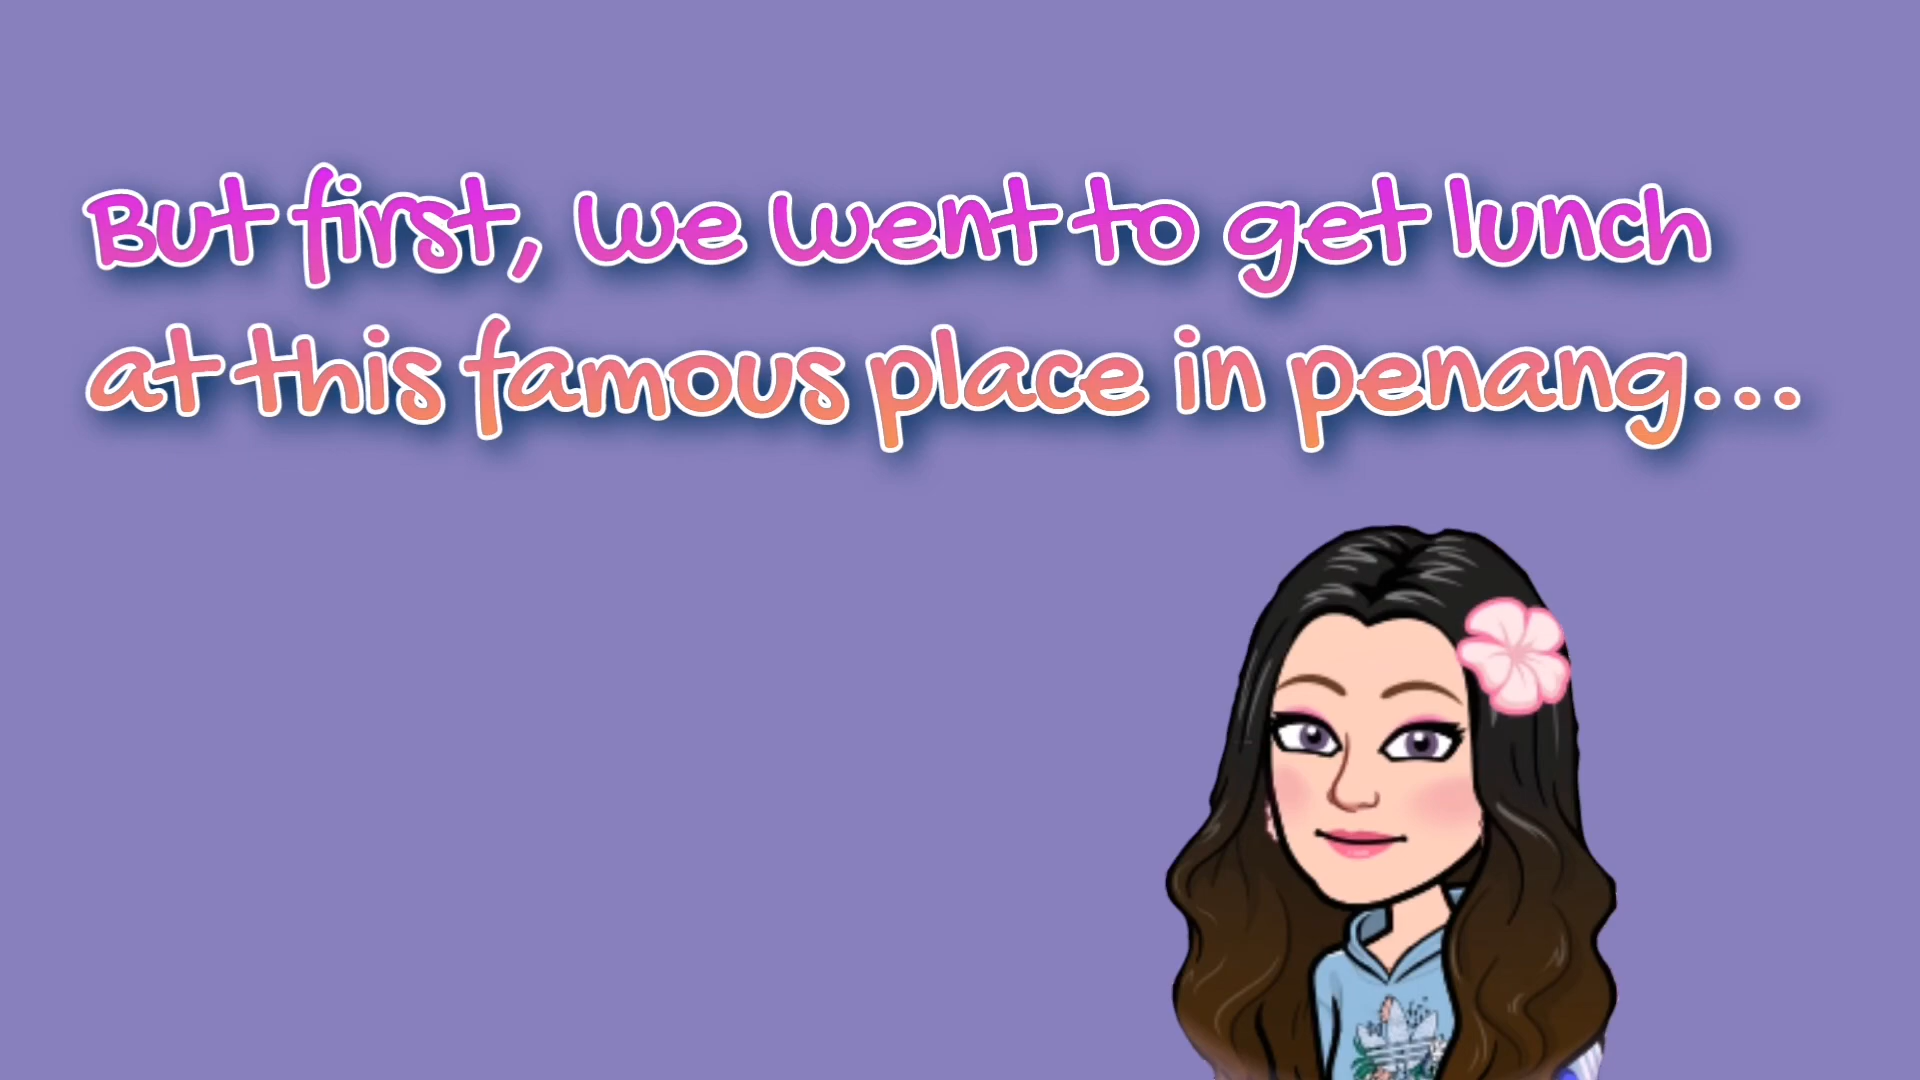 But first, we went to get lunch
at this famous place in penang...